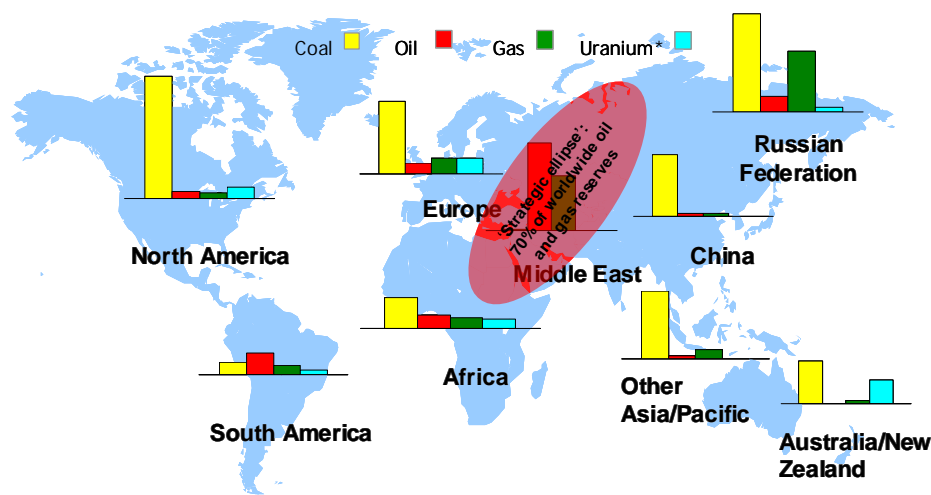 Coal Oil Gas Uranium*
Russian
Federation
'Strategic ellipse':
70% of worldwide oil
and gas reserves
Europe
North America
Middle East
China
Africa
Other
Asia/Pacific
South America
Australia/New
Zealand